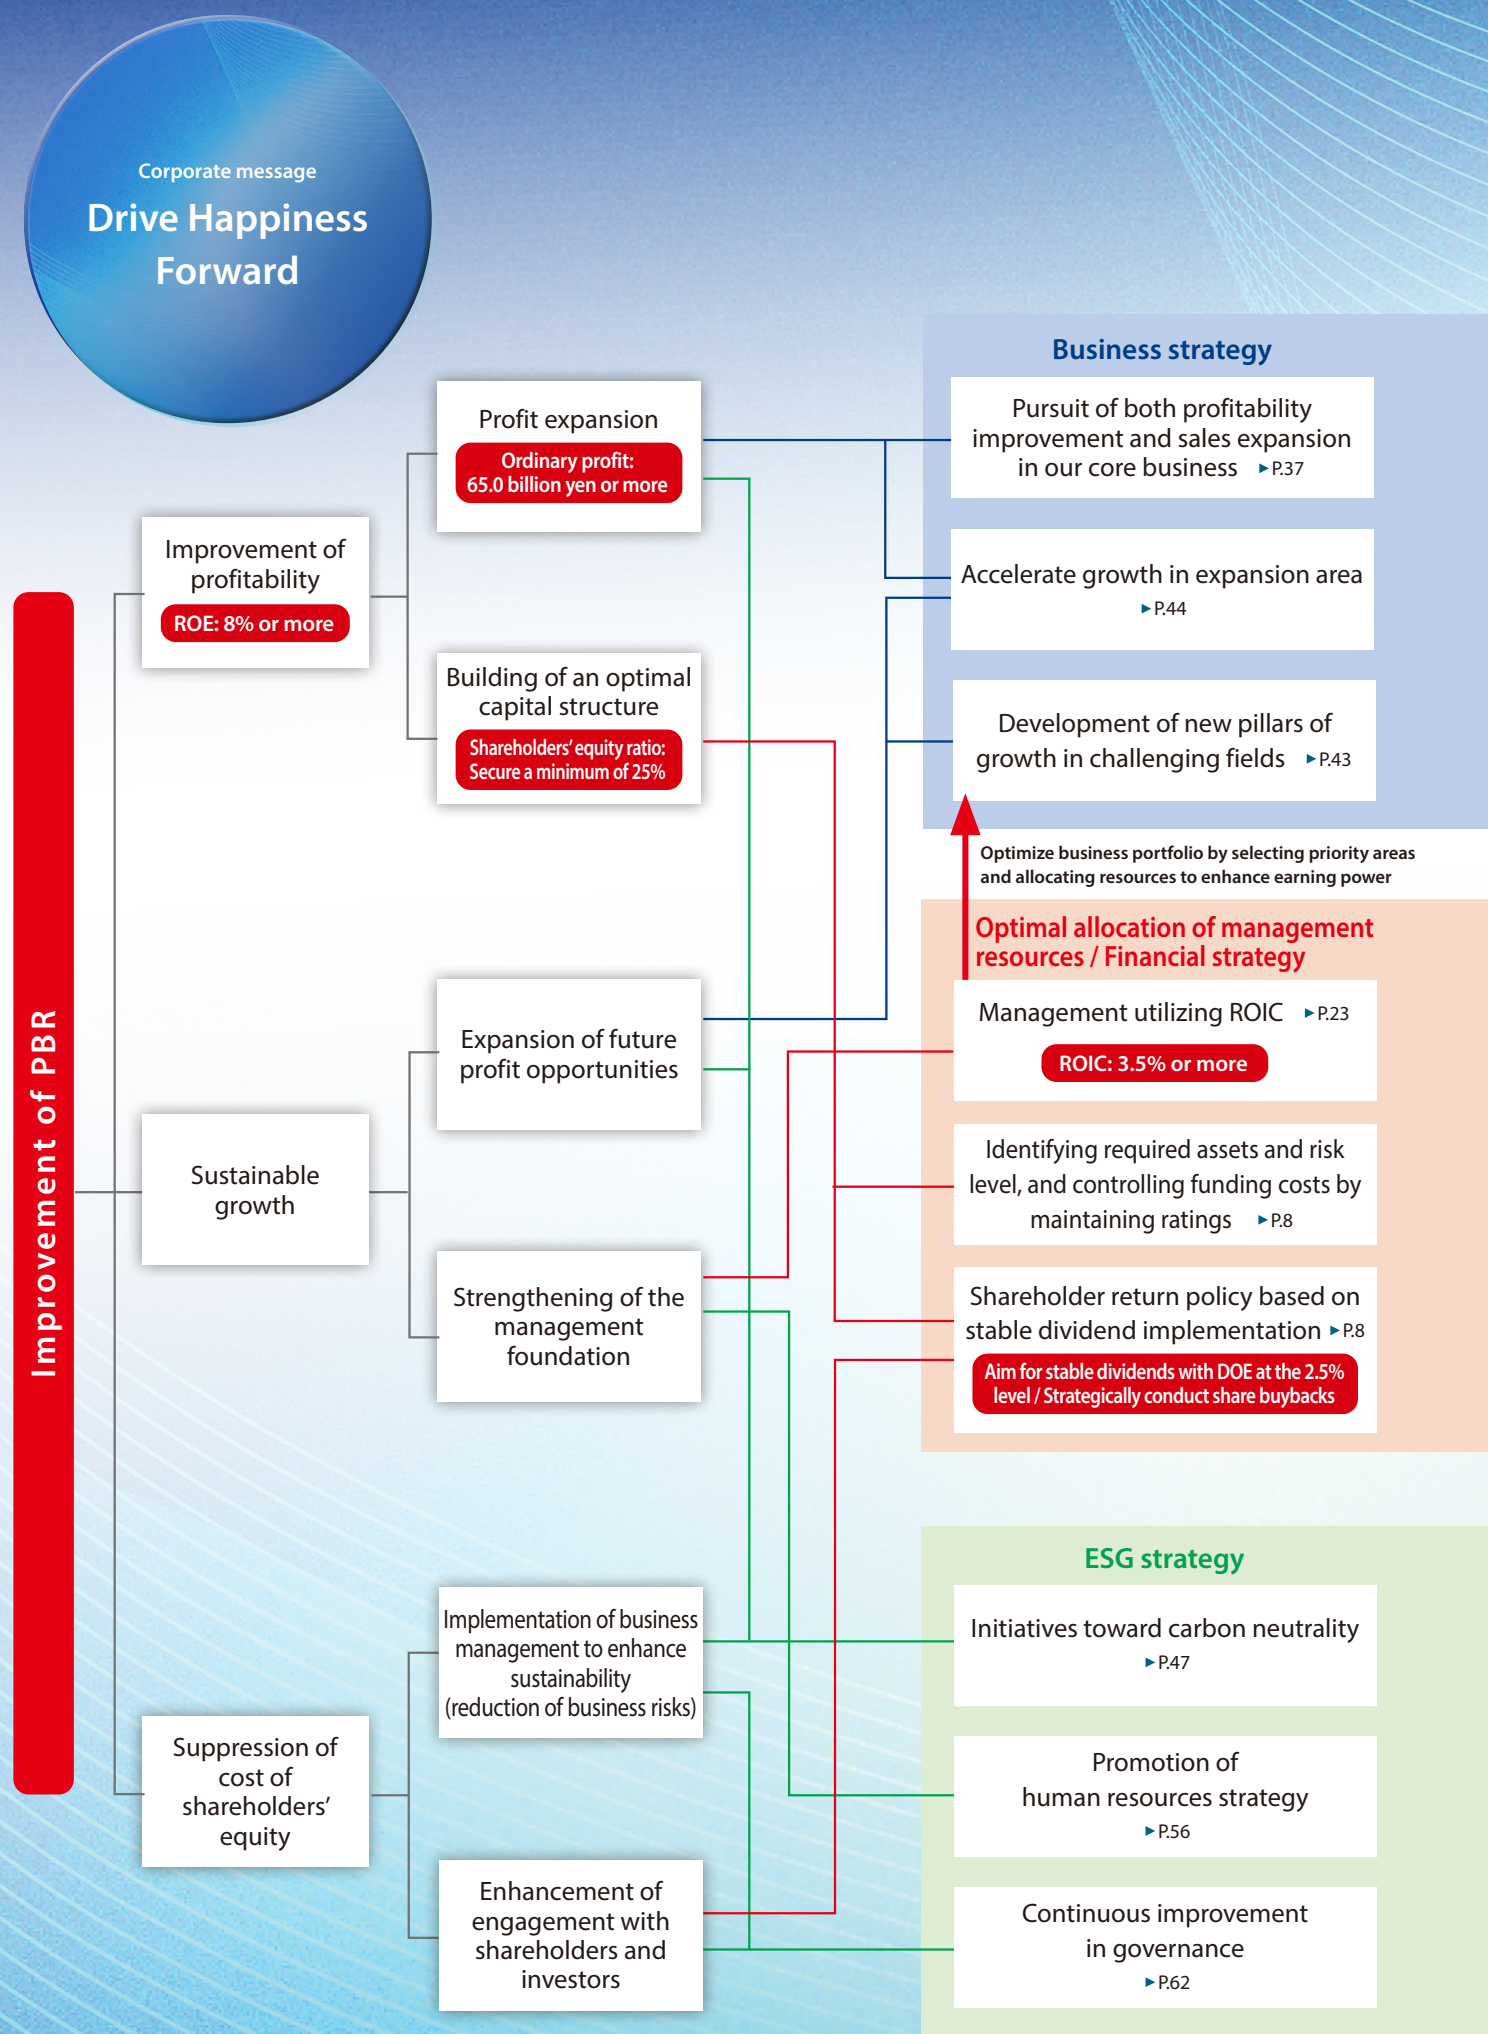 Corporate message
Drive Happiness
Forward
Improvement of PBR
Improvement of
profitability
ROE: 8% or more
Sustainable
growth
Suppression of
cost of
shareholders’
equity
Profit expansion
Ordinary profit:
65.0 billion yen or more
Building of an optimal
capital structure
Shareholders’ equity ratio:
Secure a minimum of 25%
Expansion of future
profit opportunities
Strengthening of the
management
foundation
Implementation of business
management to enhance
sustainability
(reduction of business risks)
Enhancement of
engagement with
shareholders and
investors
Business strategy
Pursuit of both profitability
improvement and sales expansion
in our core business ▶P.37
Accelerate growth in expansion area
▶P.44
Development of new pillars of
growth in challenging fields ▶P.43
Optimize business portfolio by selecting priority areas
and allocating resources to enhance earning power
Optimal allocation of management
resources / Financial strategy
Management utilizing ROIC ▶P.23
ROIC: 3.5% or more
Identifying required assets and risk
level, and controlling funding costs by
maintaining ratings ▶P.8
Shareholder return policy based on
stable dividend implementation ▶P.8
Aim for stable dividends with DOE at the 2.5%
level / Strategically conduct share buybacks
ESG strategy
Initiatives toward carbon neutrality
▶P.47
Promotion of
human resources strategy
▶P.56
Continuous improvement
in governance
▶P.62